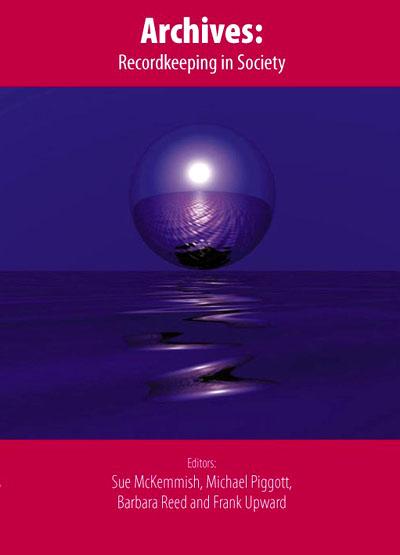 Archives:
Recordkeeping in Society
Editors:
Sue McKemmish, Michael Piggott,
Barbara Reed and Frank Upward